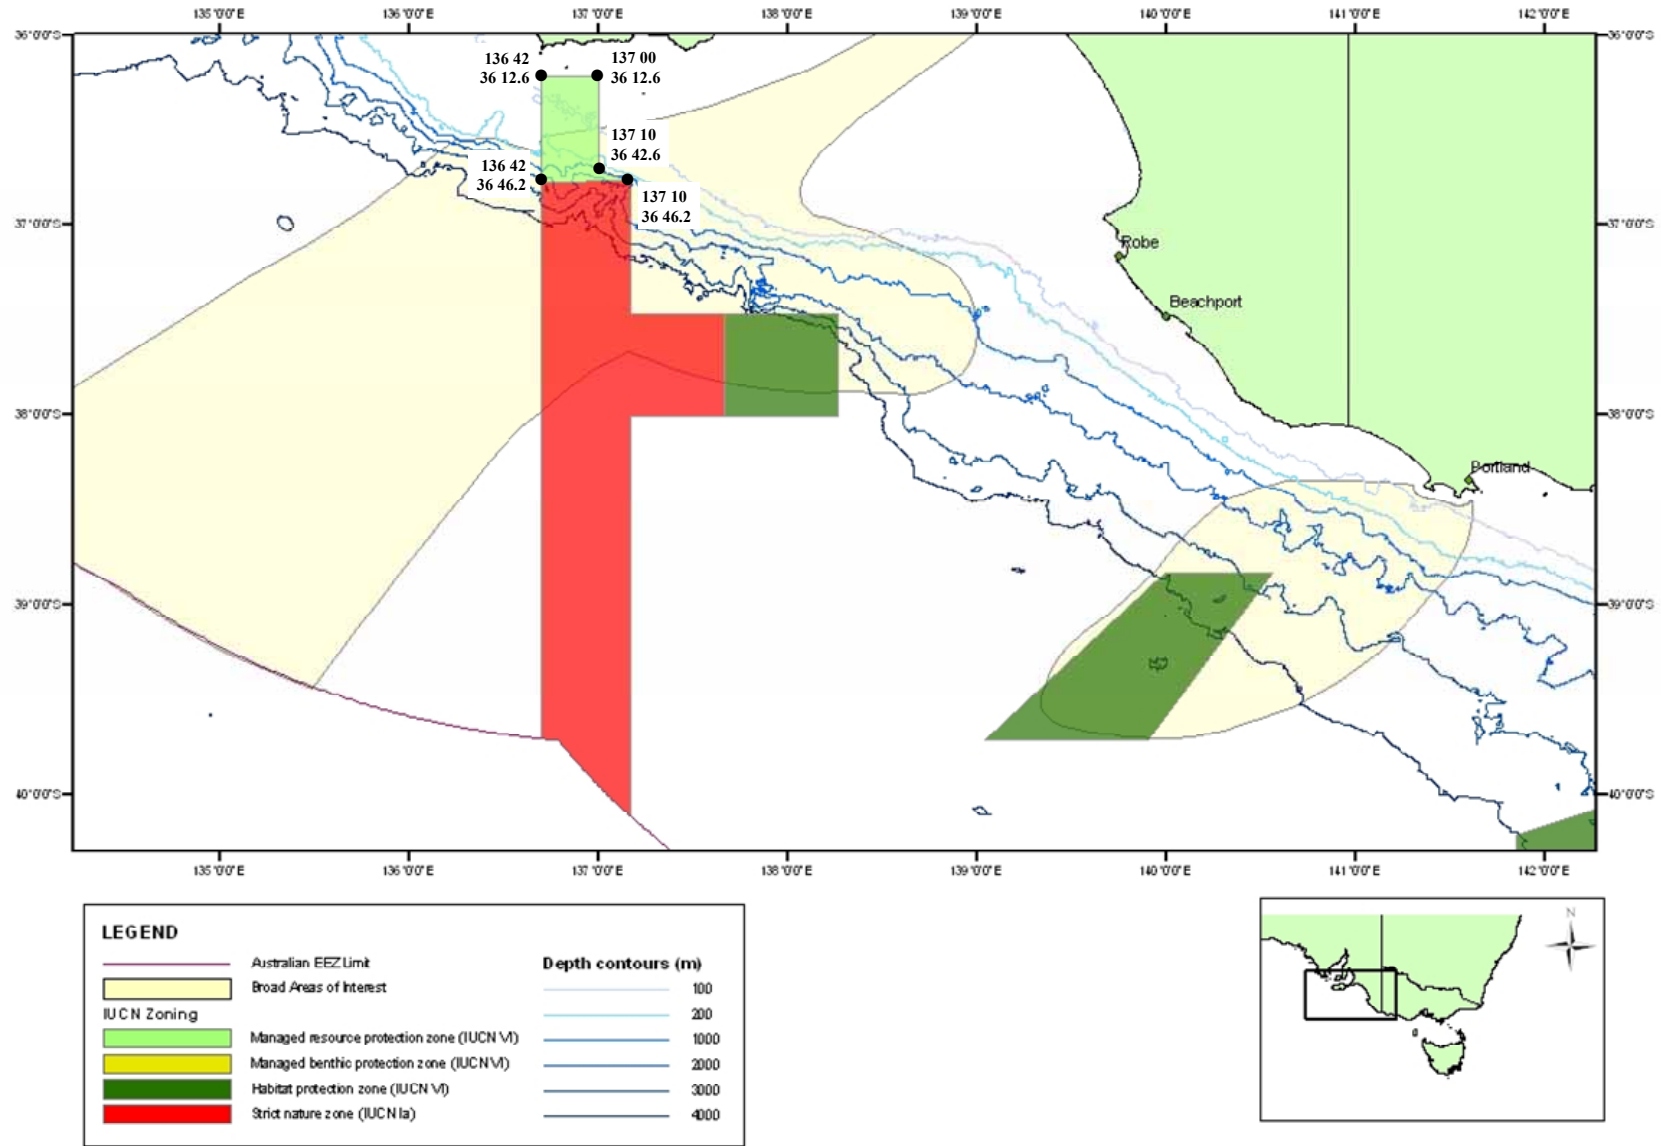 135°0'0"E 136°0'0"E 137°0'0"E 138°0'0"E 139°0'0"E 140°0'0"E 141°0'0"E 142°0'0"E
36°0'0"S 36°0'0"S
136 42
36 12.6
137 00
36 12.6
137 10
36 42.6
136 42
36 46.2
137 10
36 46.2
37°0'0"S 37°0'0"S
Robe
Beachport
38°0'0"S 38°0'0"S
Portland
39°0'0"S 39°0'0"S
40°0'0"S 40°0'0"S
135°0'0"E 136°0'0"E 137°0'0"E 138°0'0"E 139°0'0"E 140°0'0"E 141°0'0"E 142°0'0"E
LEGEND
Australian EEZ Limit
Broad Areas of Interest
IUCN Zoning
Managed resource protection zone (IUCN VI)
Managed benthic protection zone (IUCN VI)
Habitat protection zone (IUCN VI)
Strict nature zone (IUCN Ia)
Depth contours (m)
100
200
1000
2000
3000
4000
N